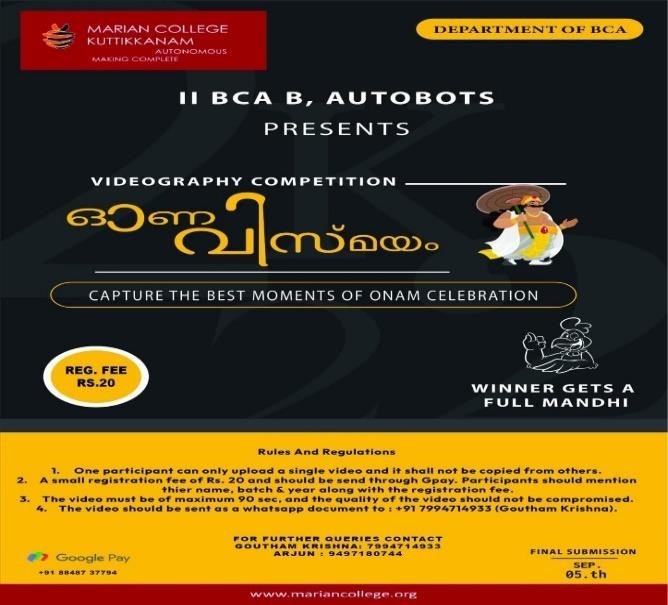 MARIAN COLLEGE
KUTTIKKANAM
AUTONOMOUS
MAKING COMPLETE
DEPARTMENT OF BCA
II BCA B, AUTOBOTS
PRESENTS
VIDEOGRAPHY COMPETITION
ഓണ
വിസ്മയം
CAPTURE THE BEST MOMENTS OF ONAM CELEBRATION
REG. FEE
RS.20
WINNER GETS A
FULL MANDHI
Rules And Regulations
1. One participant can only upload a single video and it shall not be copied from others.
2. A small registration fee of Rs. 20 and should be send through Gpay. Participants should mention
thier name, batch & year along with the registration fee.
3. The video must be of maximum 90 sec, and the quality of the video should not be compromised.
4. The video should be sent as a whatsapp document to : +91 7994714933 (Goutham Krishna).
FOR FURTHER QUERIES CONTACT
GOUTHAM KRISHNA: 7994714933
ARJUN : 9497180744
Google Pay
+91 88487 37794
FINAL SUBMISSION
SEP.
05.th
www.mariancollege.org